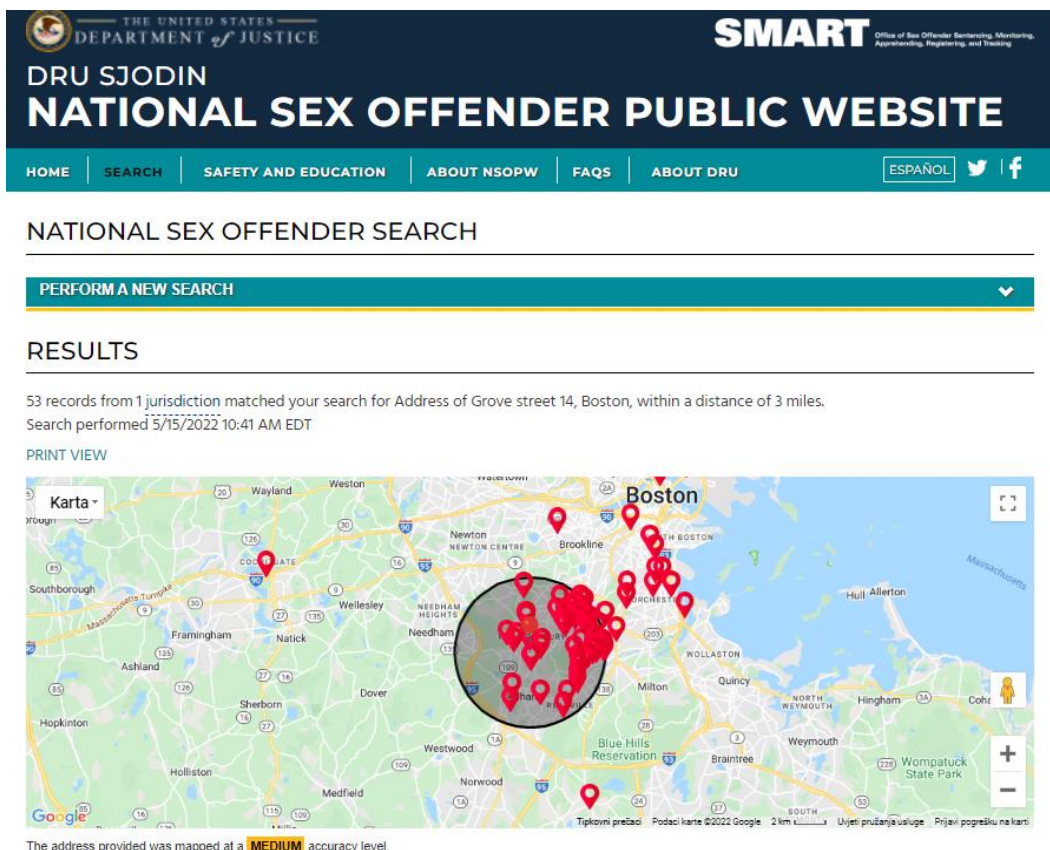 THE UNITED STATES
DEPARTMENT of JUSTICE
SMART Office of Sex Offender Sentencing, Monitoring, Apprehending, Registering, and Tracking
DRU SJODIN
NATIONAL SEX OFFENDER PUBLIC WEBSITE
HOME SEARCH SAFETY AND EDUCATION ABOUT NSOPW FAQS ABOUT DRU ESPAÑOL
NATIONAL SEX OFFENDER SEARCH
PERFORM A NEW SEARCH
RESULTS
53 records from 1 jurisdiction matched your search for Address of Grove street 14, Boston, within a distance of 3 miles.
Search performed 5/15/2022 10:41 AM EDT
PRINT VIEW
Karta
Wayland
Weston
Boston
Newton
NEWTON CENTRE
Brookline
Southborough
Massachusetts Turnpike
Wellesley
NEEDHAM HEIGHTS
Needham
Hull
Allerton
Massachusetts
Framingham
Natick
Ashland
WOLLASTON
Dover
Milton
Quincy
Sherborn
NORTH WEYMOUTH
Hingham
Hopkinton
Westwood
Blue Hills Reservation
Braintree
Weymouth
Wompatuck State Park
Holliston
Medfield
Norwood
Google
Tipkovni prečaci Podaci karte ©2022 Google 2 km Uvjeti pružanja usluge Prijavi pogrešku na karti
The address provided was mapped at a MEDIUM accuracy level.